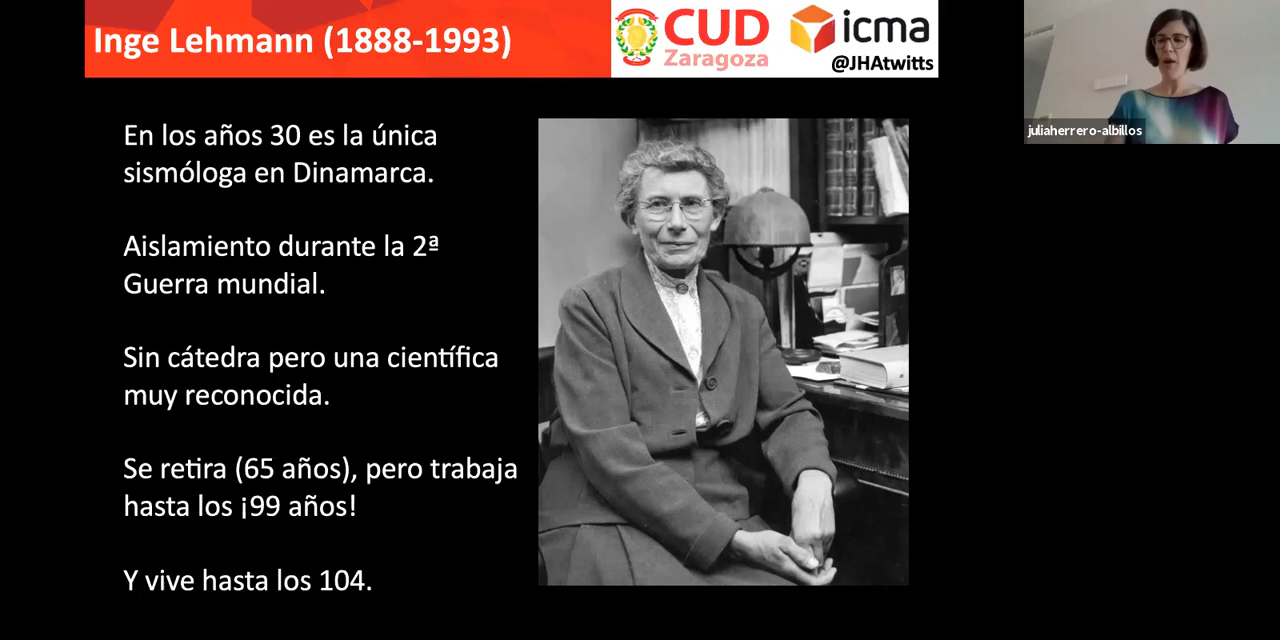 Inge Lehmann (1888-1993)
CUD
Zaragoza
icma
@JHAtwitts
juliaherrero-albillos
En los años 30 es la única
sismóloga en Dinamarca.
Aislamiento durante la 2ª
Guerra mundial.
Sin cátedra pero una científica
muy reconocida.
Se retira (65 años), pero trabaja
hasta los ¡99 años!
Y vive hasta los 104.